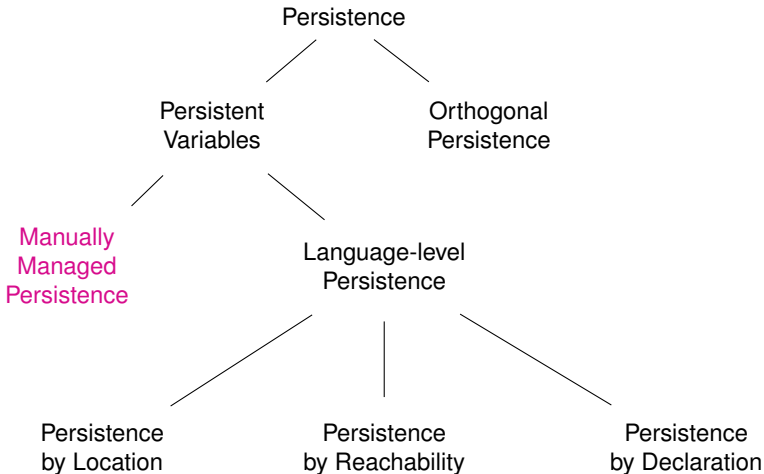 Persistence
Persistent
Variables
Orthogonal
Persistence
Manually
Managed
Persistence
Language-level
Persistence
Persistence
by Location
Persistence
by Reachability
Persistence
by Declaration